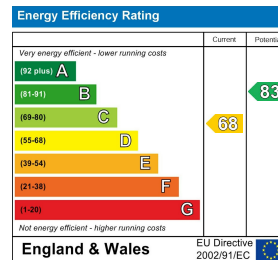 Energy Efficiency Rating
Current
Potenti
Very energy efficient - lower running costs
(92 plus) A
(81-91) B
83
(69-80) C
68
(55-68) D
(39-54) E
(21-38) F
(1-20) G
Not energy efficient - higher running costs
England & Wales
EU Directive
2002/91/EC